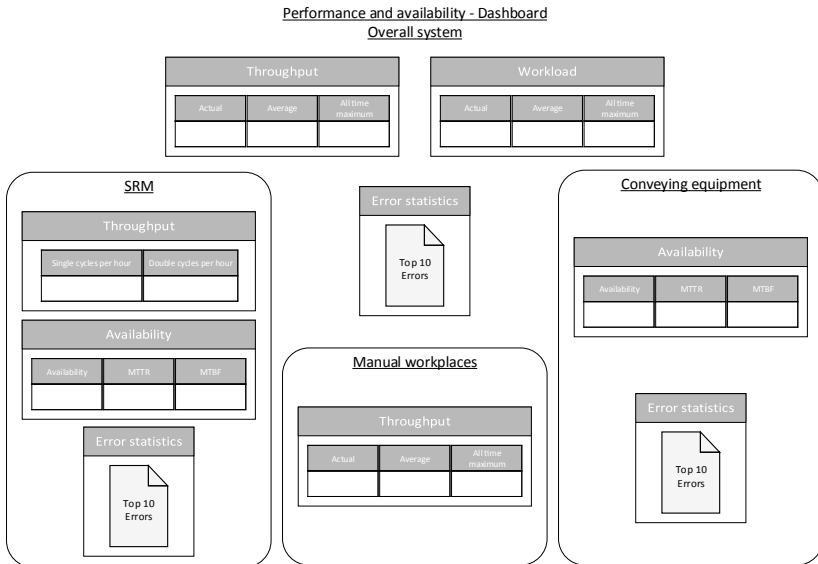 Performance and availability - Dashboard
Overall system
Throughput
Actual
Average
All time
maximum
Workload
Actual
Average
All time
maximum
SRM
Throughput
Single cycles per hour
Double cycles per hour
Availability
Availability
MTTR
MTBF
Error statistics
Top 10
Errors
Error statistics
Top 10
Errors
Manual workplaces
Throughput
Actual
Average
All time
maximum
Conveying equipment
Availability
Availability
MTTR
MTBF
Error statistics
Top 10
Errors